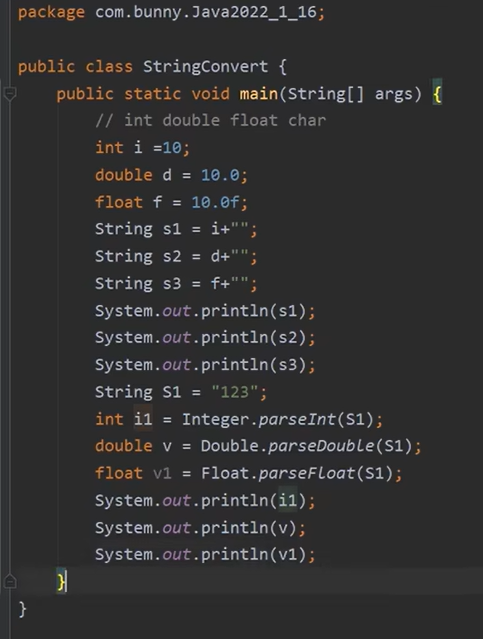 package com.bunny.Java2022_1_16;
public class StringConvert {
public static void main(String[] args) {
// int double float char
int i =10;
double d = 10.0;
float f = 10.0f;
String s1 = i+"";
String s2 = d+"";
String s3 = f+"";
System.out.println(s1);
System.out.println(s2);
System.out.println(s3);
String S1 = "123";
int i1 = Integer.parseInt(S1);
double v = Double.parseDouble(S1);
float v1 = Float.parseFloat(S1);
System.out.println(i1);
System.out.println(v);
System.out.println(v1);
}
}